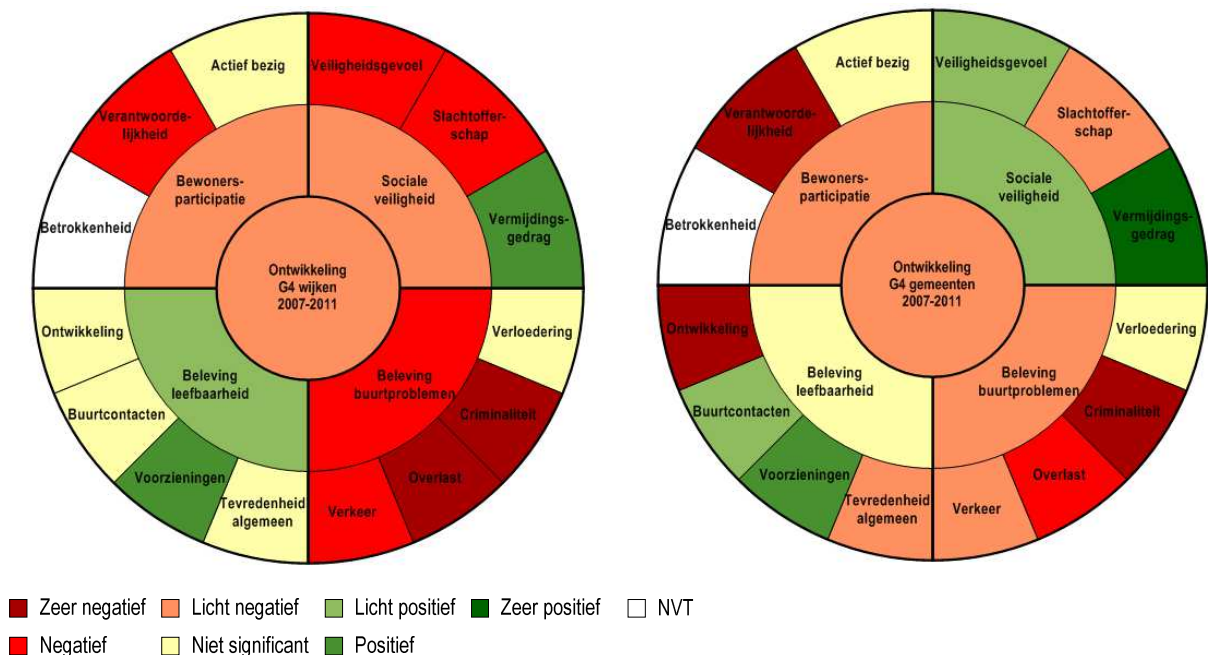 Actief bezig
Veiligheidsgevoel
Verantwoorde-
lijkheid
Slachtoffer-
schap
Bewoners-
participatie
Sociale
veiligheid
Betrokkenheid
Vermijdings-
gedrag
Ontwikkeling
G4 wijken
2007-2011
Ontwikkeling
Verloedering
Beleving
leefbaarheid
Beleving
buurtproblemen
Buurtcontacten
Criminaliteit
Voorzieningen
Overlast
Tevredenheid
algemeen
Verkeer
Actief bezig
Veiligheidsgevoel
Verantwoorde-
lijkheid
Slachtoffer-
schap
Bewoners-
participatie
Sociale
veiligheid
Betrokkenheid
Vermijdings-
gedrag
Ontwikkeling
G4 gemeenten
2007-2011
Ontwikkeling
Verloedering
Beleving
leefbaarheid
Beleving
buurtproblemen
Buurtcontacten
Criminaliteit
Voorzieningen
Overlast
Tevredenheid
algemeen
Verkeer
Zeer negatief
Licht negatief
Licht positief
Zeer positief
NVT
Negatief
Niet significant
Positief